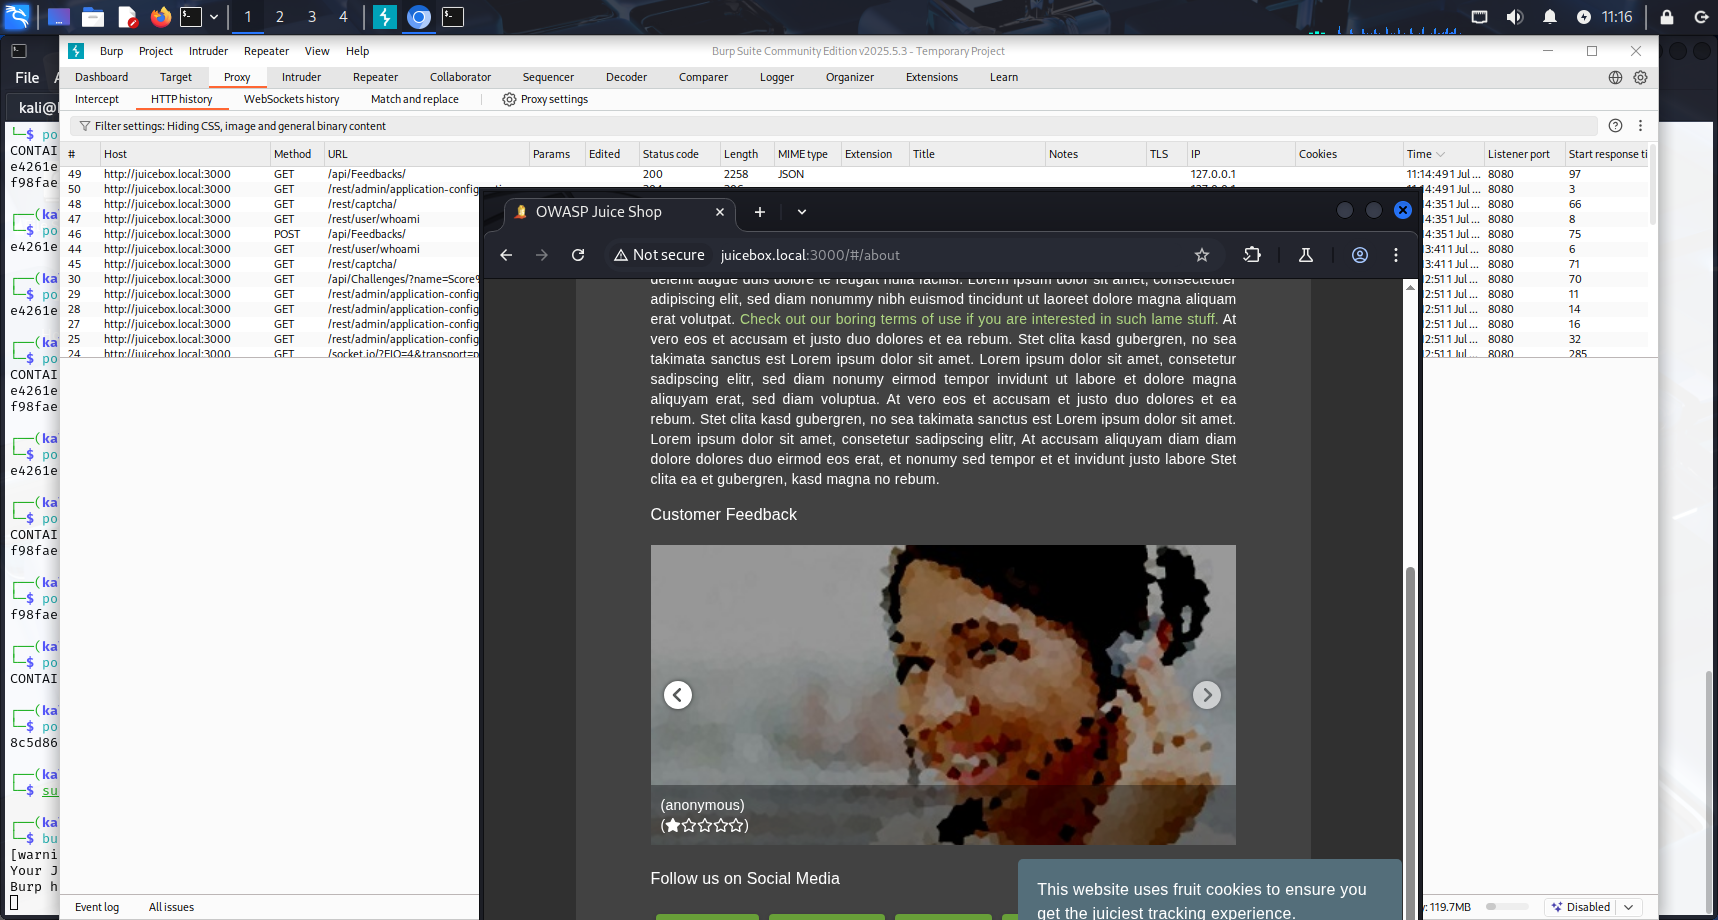 1 2 3 4 11:16
Burp Project Intruder Repeater View Help Burp Suite Community Edition v2025.5.3 - Temporary Project
File
Dashboard Target Proxy Intruder Repeater Collaborator Sequencer Decoder Comparer Logger Organizer Extensions Learn
Intercept HTTP history WebSockets history Match and replace Proxy settings
kali@
Filter settings: Hiding CSS, image and general binary content
# Host Method URL Params Edited Status code Length MIME type Extension Title Notes TLS IP Cookies Time Listener port Start response ti
49 http://juicebox.local:3000 GET /api/Feedbacks/ 200 2258 JSON 127.0.0.1 11:14:49 1 Jul ... 8080 97
50 http://juicebox.local:3000 GET /rest/admin/application-config 8080 3
48 http://juicebox.local:3000 GET /rest/captcha/ :14:35 1 Jul ... 8080 66
47 http://juicebox.local:3000 GET /rest/user/whoami :14:35 1 Jul ... 8080 8
46 http://juicebox.local:3000 POST /api/Feedbacks/ :14:35 1 Jul ... 8080 75
44 http://juicebox.local:3000 GET /rest/user/whoami 3:41 1 Jul ... 8080 6
45 http://juicebox.local:3000 GET /rest/captcha/ 3:41 1 Jul ... 8080 71
30 http://juicebox.local:3000 GET /api/Challenges/?name=Score% 2:51 1 Jul ... 8080 70
29 http://juicebox.local:3000 GET /rest/admin/application-config 2:51 1 Jul ... 8080 11
28 http://juicebox.local:3000 GET /rest/admin/application-config 2:51 1 Jul ... 8080 14
27 http://juicebox.local:3000 GET /rest/admin/application-config 2:51 1 Jul ... 8080 16
25 http://juicebox.local:3000 GET /rest/admin/application-config 2:51 1 Jul ... 8080 32
24 http://juicebox.local:3000 GET /socket.io/?EIO=4&transport=p 2:51 1 Jul ... 8080 285
$ po
CONTAI
e4261e
f98fae
(ka
$ po
e4261e
(ka
$ po
e4261e
(ka
$ po
CONTAI
e4261e
f98fae
(ka
$ po
e4261e
(ka
$ po
CONTAI
f98fae
(ka
$ po
f98fae
(ka
$ po
CONTAI
(ka
$ po
8c5d86
(ka
$ su
(ka
$ bu
[warni
Your J
Burp h
OWASP Juice Shop
Not secure juicebox.local:3000/#/about
delenit augue duis dolore te feugait nulla facilisi. Lorem ipsum dolor sit amet, consectetuer
adipiscing elit, sed diam nonummy nibh euismod tincidunt ut laoreet dolore magna aliquam
erat volutpat. Check out our boring terms of use if you are interested in such lame stuff. At
vero eos et accusam et justo duo dolores et ea rebum. Stet clita kasd gubergren, no sea
takimata sanctus est Lorem ipsum dolor sit amet. Lorem ipsum dolor sit amet, consetetur
sadipscing elitr, sed diam nonumy eirmod tempor invidunt ut labore et dolore magna
aliquyam erat, sed diam voluptua. At vero eos et accusam et justo duo dolores et ea
rebum. Stet clita kasd gubergren, no sea takimata sanctus est Lorem ipsum dolor sit amet.
Lorem ipsum dolor sit amet, consetetur sadipscing elitr, At accusam aliquyam diam diam
dolore dolores duo eirmod eos erat, et nonumy sed tempor et et invidunt justo labore Stet
clita ea et gubergren, kasd magna no rebum.
Customer Feedback
(anonymous)
(★☆☆☆☆)
Follow us on Social Media
This website uses fruit cookies to ensure you
get the juiciest tracking experience.
Event log All issues y: 119.7MB Disabled